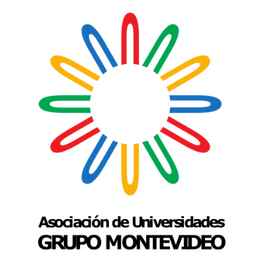 Asociación de Universidades
GRUPO MONTEVIDEO